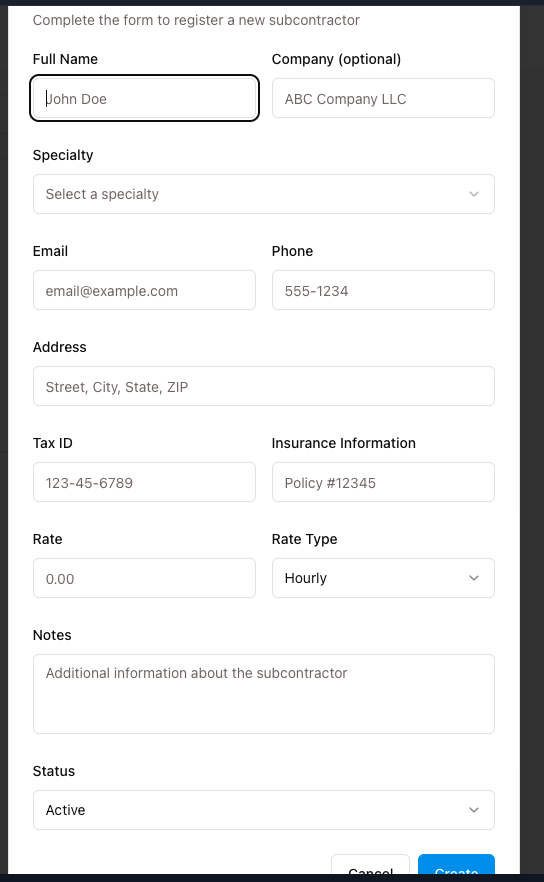 Complete the form to register a new subcontractor
Full Name
Company (optional)
John Doe
ABC Company LLC
Specialty
Select a specialty
Email
Phone
email@example.com
555-1234
Address
Street, City, State, ZIP
Tax ID
Insurance Information
123-45-6789
Policy #12345
Rate
Rate Type
0.00
Hourly
Notes
Additional information about the subcontractor
Status
Active
Cancel
Create